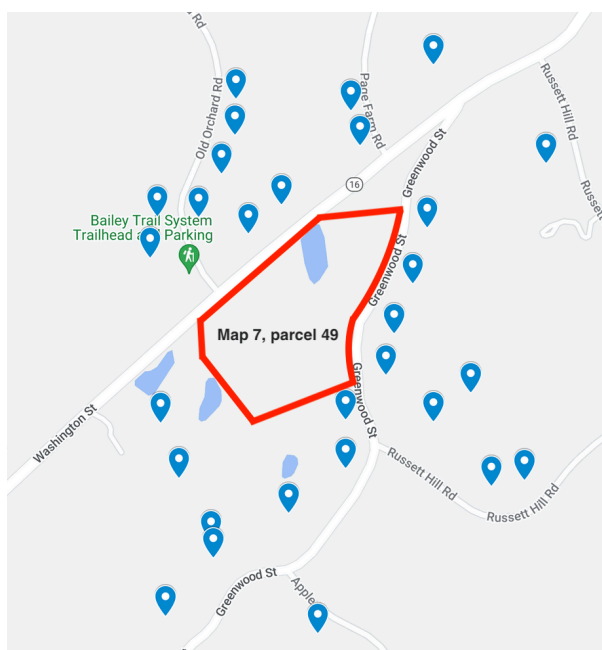 Rd
Old Orchard Rd
Page Farm Rd
16
Greenwood St
Russett Hill Rd
Russett
Bailey Trail System
Trailhead and Parking
Greenwood St
Map 7, parcel 49
Greenwood St
Washington St
Russett Hill Rd
Russett Hill Rd
Greenwood St
Apple